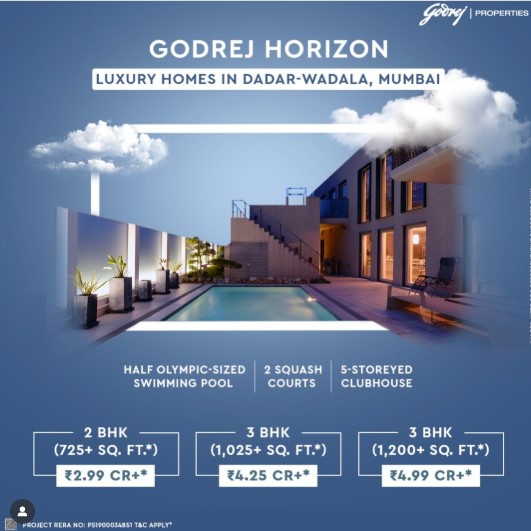 Godrej | PROPERTIES
GODREJ HORIZON
LUXURY HOMES IN DADAR-WADALA, MUMBAI
HALF OLYMPIC-SIZED SWIMMING POOL
2 SQUASH COURTS
5-STOREYED CLUBHOUSE
2 BHK
(725+ SQ. FT.*)
₹2.99 CR+*
3 BHK
(1,025+ SQ. FT.*)
₹4.25 CR+*
3 BHK
(1,200+ SQ. FT.*)
₹4.99 CR+*
PROJECT RERA NO: P51900034851 T&C APPLY*